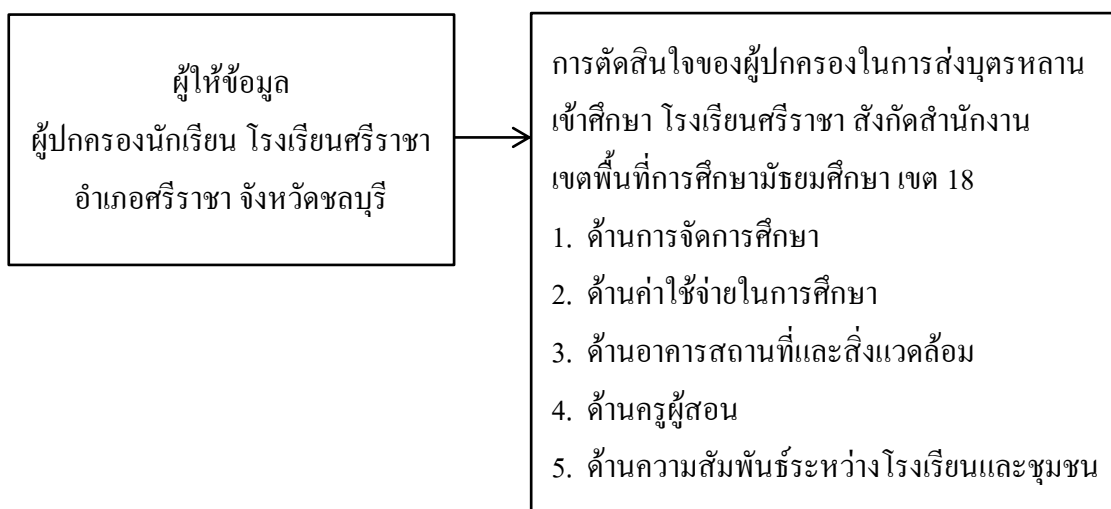 ผู้ให้ข้อมูล
ผู้ปกครองนักเรียน โรงเรียนศรีราชา
อำเภอศรีราชา จังหวัดชลบุรี
การตัดสินใจของผู้ปกครองในการส่งบุตรหลาน
เข้าศึกษา โรงเรียนศรีราชา สังกัดสำนักงาน
เขตพื้นที่การศึกษามัธยมศึกษา เขต 18
1. ด้านการจัดการศึกษา
2. ด้านค่าใช้จ่ายในการศึกษา
3. ด้านอาคารสถานที่และสิ่งแวดล้อม
4. ด้านครูผู้สอน
5. ด้านความสัมพันธ์ระหว่างโรงเรียนและชุมชน